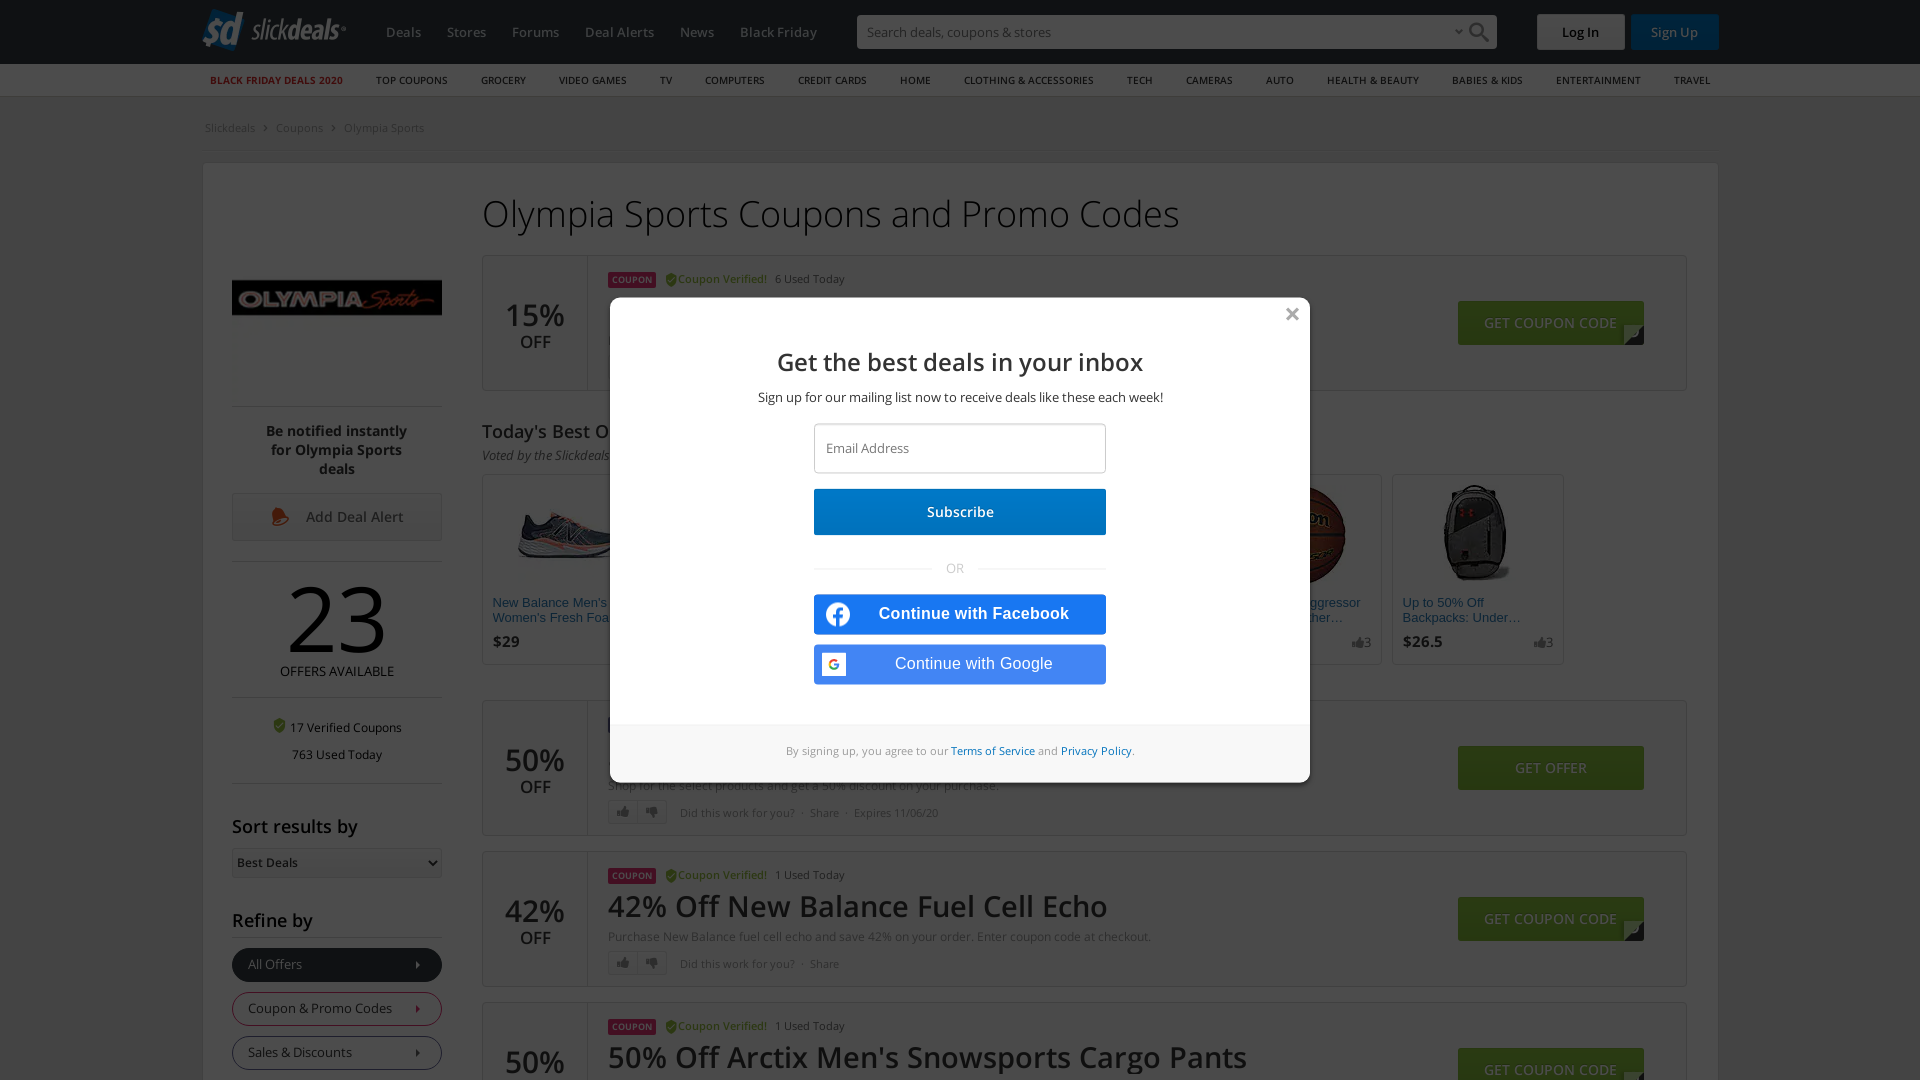 sd slickdeals
Deals Stores Forums Deal Alerts News Black Friday
Search deals, coupons & stores
Log In Sign Up
BLACK FRIDAY DEALS 2020 TOP COUPONS GROCERY VIDEO GAMES TV COMPUTERS CREDIT CARDS HOME CLOTHING & ACCESSORIES TECH CAMERAS AUTO HEALTH & BEAUTY BABIES & KIDS ENTERTAINMENT TRAVEL
Slickdeals Coupons Olympia Sports
Olympia Sports Coupons and Promo Codes
OLYMPIA Sports
Be notified instantly
for Olympia Sports
deals
Add Deal Alert
23
OFFERS AVAILABLE
17 Verified Coupons
763 Used Today
Sort results by
Best Deals
Refine by
All Offers
Coupon & Promo Codes
Sales & Discounts
15%
OFF
COUPON Coupon Verified! 6 Used Today
GET COUPON CODE
Today's Best O
Voted by the Slickdeals
New Balance Men's
Women's Fresh Foa
$29
ggressor
ther…
3
Up to 50% Off
Backpacks: Under…
$26.5 3
Get the best deals in your inbox
Sign up for our mailing list now to receive deals like these each week!
Email Address
Subscribe
OR
Continue with Facebook
Continue with Google
By signing up, you agree to our Terms of Service and Privacy Policy.
50%
OFF
Shop for the select products and get a 50% discount on your purchase.
Did this work for you? · Share · Expires 11/06/20
GET OFFER
42%
OFF
COUPON Coupon Verified! 1 Used Today
42% Off New Balance Fuel Cell Echo
Purchase New Balance fuel cell echo and save 42% on your order. Enter coupon code at checkout.
Did this work for you? · Share
GET COUPON CODE
50%
COUPON Coupon Verified! 1 Used Today
50% Off Arctix Men's Snowsports Cargo Pants
GET COUPON CODE